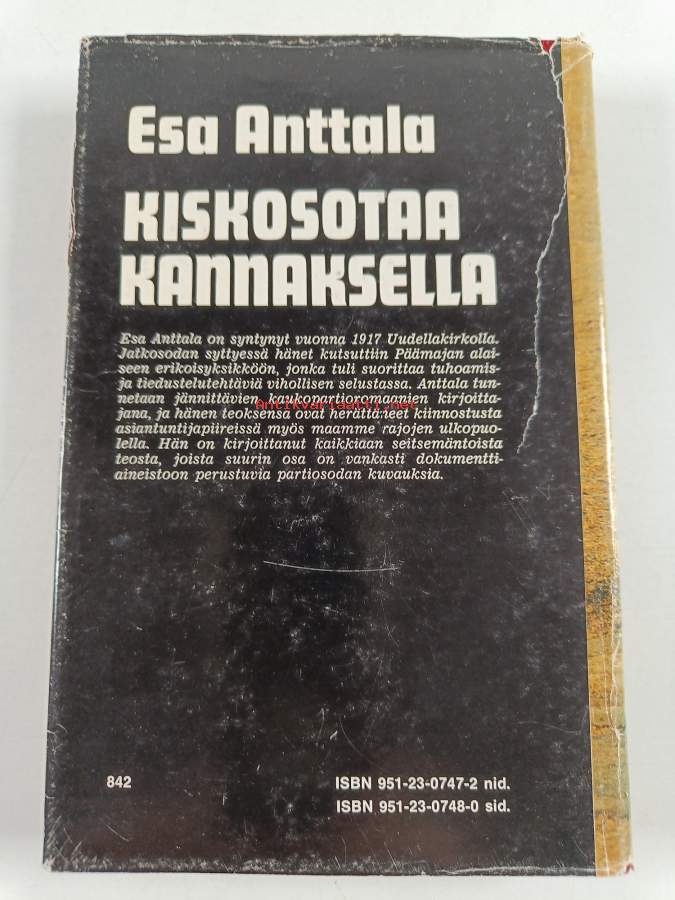 Esa Anttala
KISKOSOTAA
KANNAKSELLA
Esa Anttala on syntynyt vuonna 1917 Uudellakirkolla.
Jatkosodan syttyessä hänet kutsuttiin Päämajan alai-
seen erikoisyksikköön, jonka tuli suorittaa tuhoamis-
ja tiedustelutehtäviä vihollisen selustassa. Anttala tun-
netaan jännittävien kaukopartioromaanien kirjoitta-
Antikvariaatti.net
jana, ja hänen teoksensa ovat herättäneet kiinnostusta
asiantuntijapiireissä myös maamme rajojen ulkopuo-
lella. Hän on kirjoittanut kaikkiaan seitsemäntoista
teosta, joista suurin osa on vankasti dokumentti-
aineistoon perustuvia partiosodan kuvauksia.
842
ISBN 951-23-0747-2 nid.
ISBN 951-23-0748-0 sid.